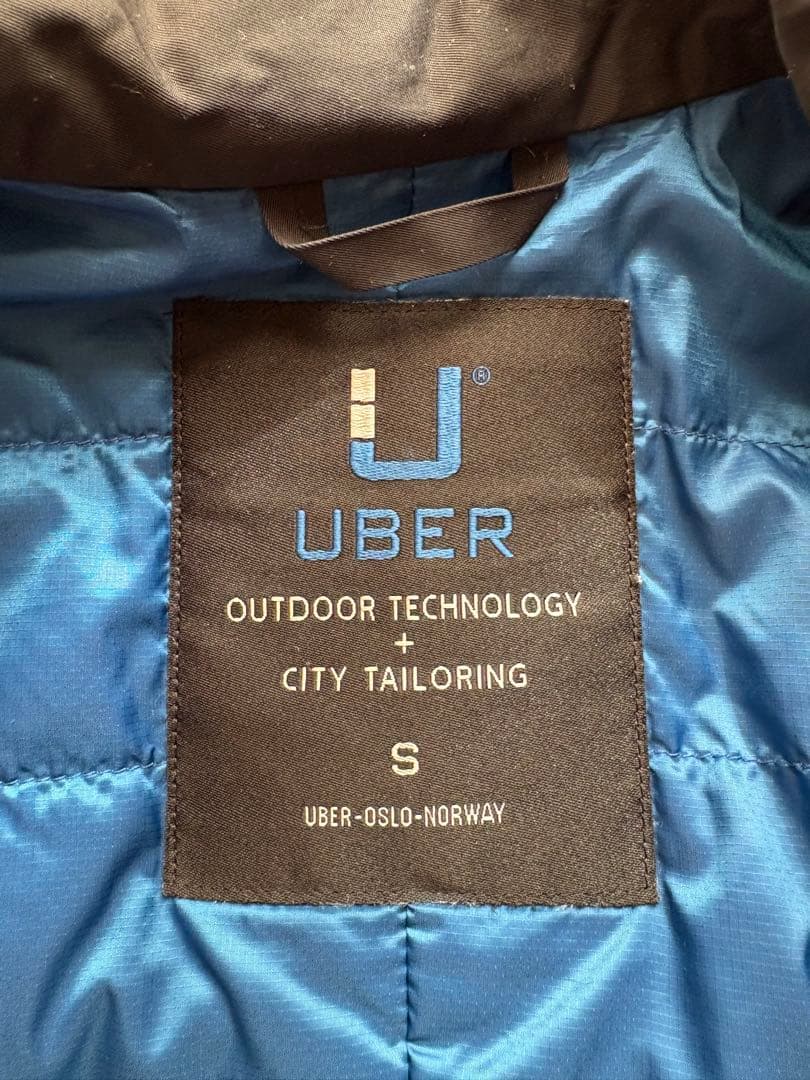 U®
UBER
OUTDOOR TECHNOLOGY
+
CITY TAILORING
S
UBER-OSLO-NORWAY